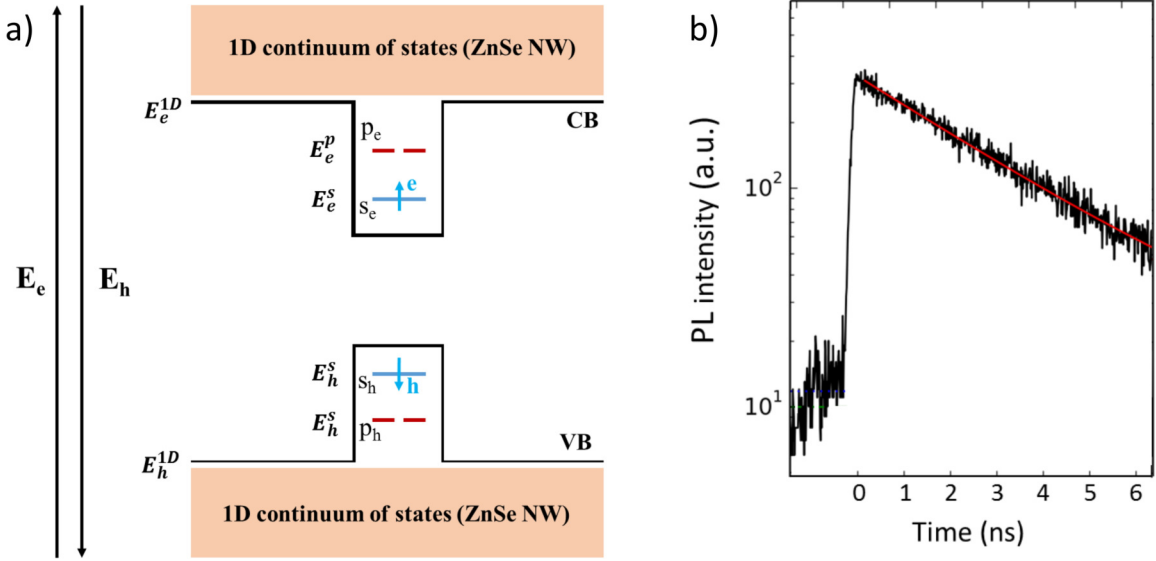 a)
1D continuum of states (ZnSe NW)
E_e^{1D}
CB
p_e
E_e^p
e
E_e^s
s_e
E_e
E_h
E_h^s
s_h
h
E_h^s
p_h
VB
E_h^{1D}
1D continuum of states (ZnSe NW)
b)
PL intensity (a.u.)
10^2
10^1
0 1 2 3 4 5 6
Time (ns)